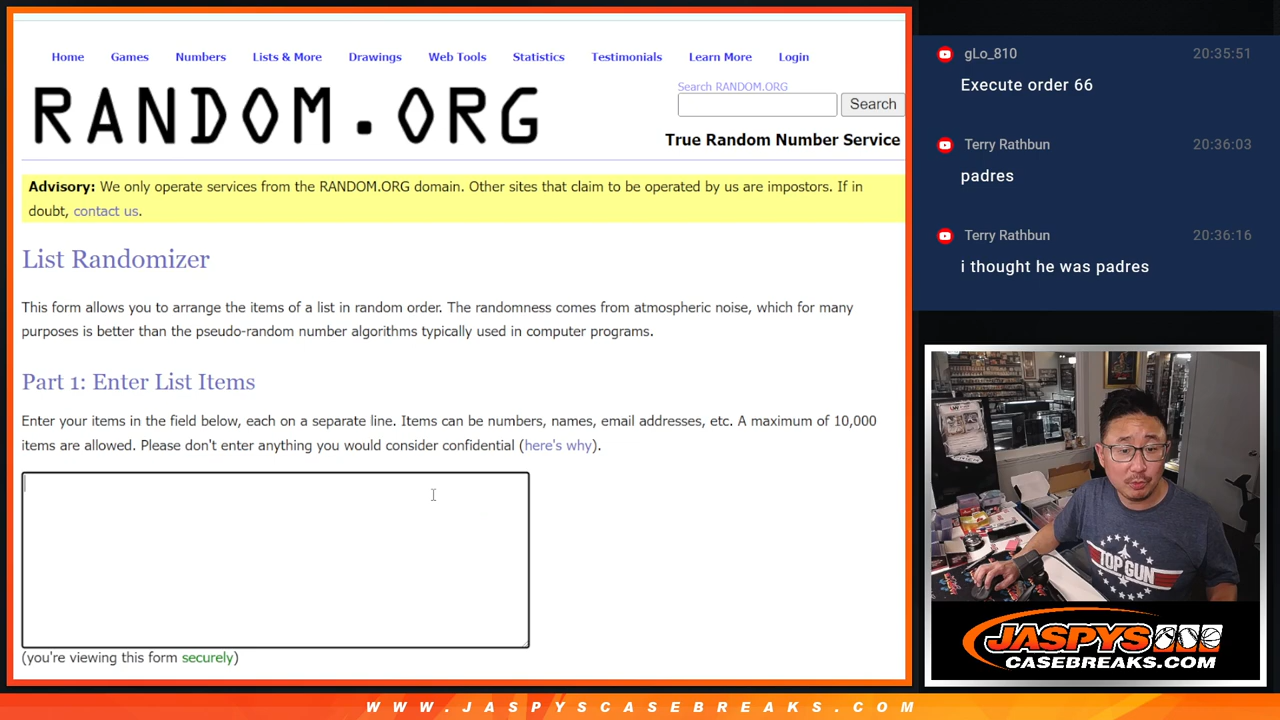 Home Games Numbers Lists & More Drawings Web Tools Statistics Testimonials Learn More Login
RANDOM.ORG
Search RANDOM.ORG
Search
True Random Number Service
Advisory: We only operate services from the RANDOM.ORG domain. Other sites that claim to be operated by us are impostors. If in
doubt, contact us.
List Randomizer
This form allows you to arrange the items of a list in random order. The randomness comes from atmospheric noise, which for many
purposes is better than the pseudo-random number algorithms typically used in computer programs.
Part 1: Enter List Items
Enter your items in the field below, each on a separate line. Items can be numbers, names, email addresses, etc. A maximum of 10,000
items are allowed. Please don't enter anything you would consider confidential (here's why).
(you're viewing this form securely)
gLo_810 20:35:51
Execute order 66
Terry Rathbun 20:36:03
padres
Terry Rathbun 20:36:16
i thought he was padres
TOP GUN
JASPYS
CASEBREAKS.COM
WWW.JASPYSCASEBREAKS.COM